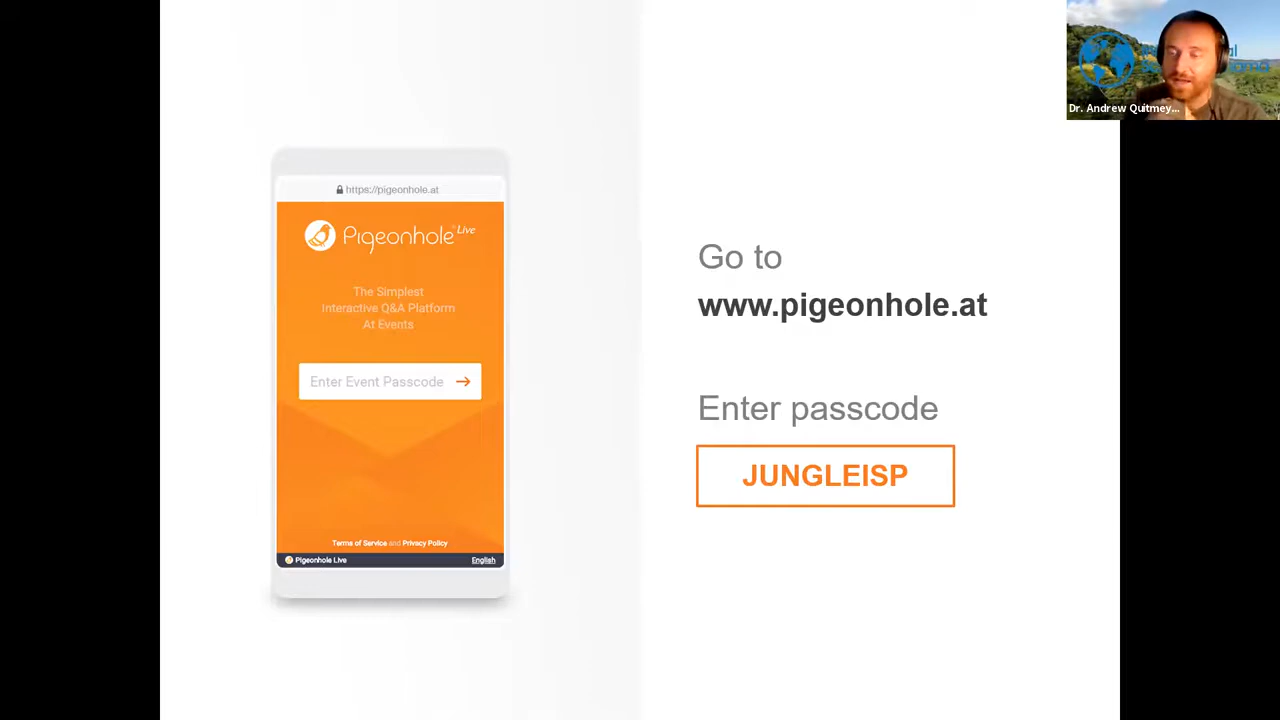 https://pigeonhole.at
Pigeonhole Live
The Simplest
Interactive Q&A Platform
At Events
Enter Event Passcode
Terms of Service and Privacy Policy
Pigeonhole Live
English
Go to
www.pigeonhole.at
Enter passcode
JUNGLEISP
Dr. Andrew Quitmey...